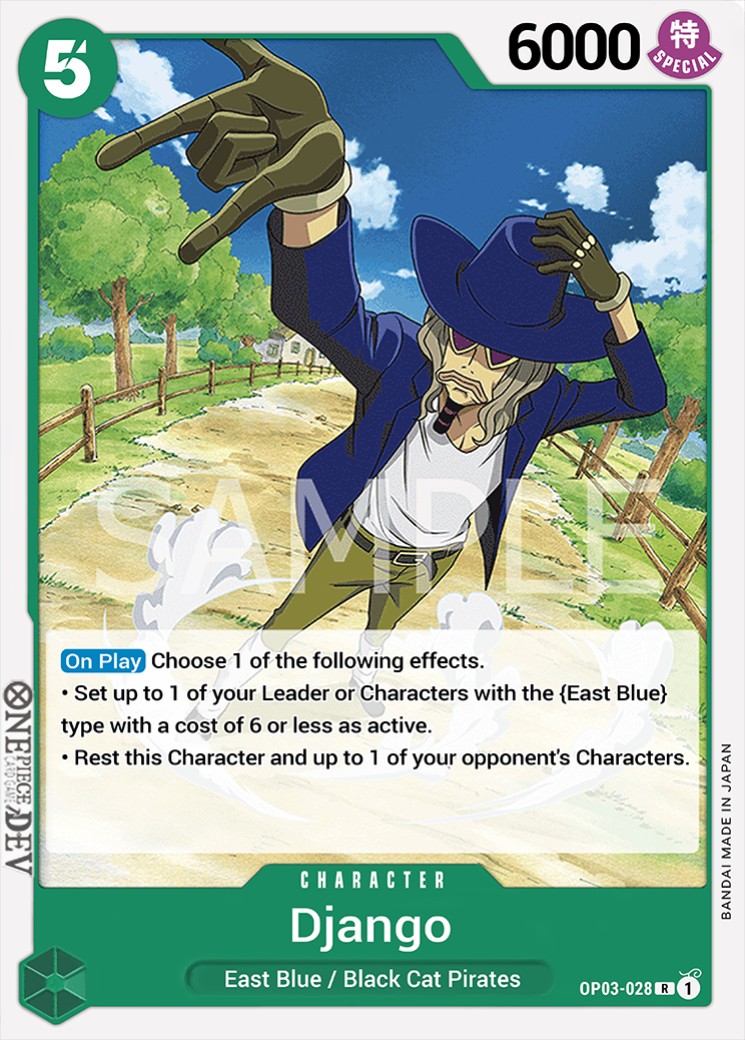 5
6000
特
SPECIAL
SAMPLE
On Play Choose 1 of the following effects.
• Set up to 1 of your Leader or Characters with the {East Blue}
type with a cost of 6 or less as active.
• Rest this Character and up to 1 of your opponent's Characters.
ONE PIECE
CARD GAME
.DEV
BANDAI MADE IN JAPAN
CHARACTER
Django
East Blue / Black Cat Pirates
OP03-028 R 1